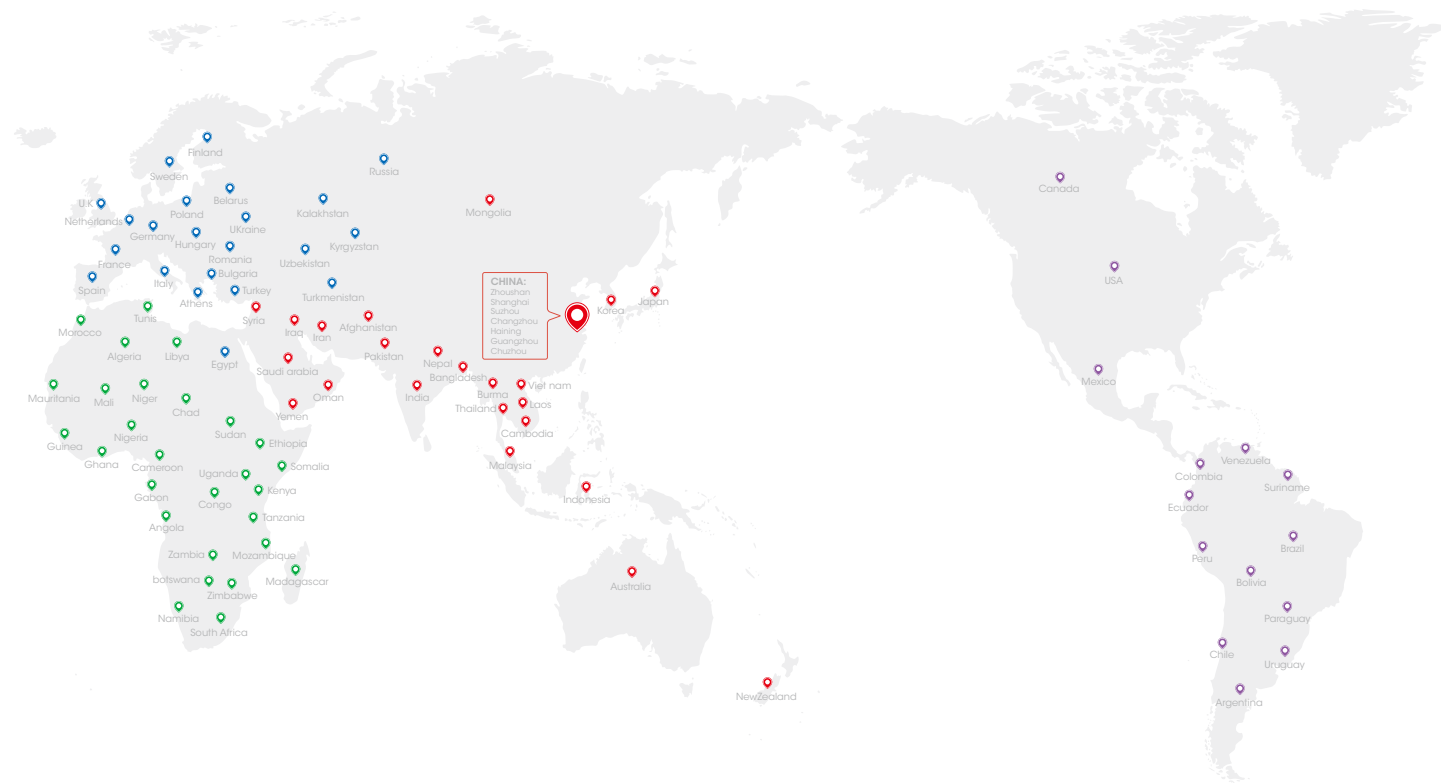 Finland
Sweden
Russia
Canada
Belarus
U.K
Poland
Kalakhstan
Mongolia
Netherlands
UKraine
Germany
Hungary
Kyrgyzstan
Romania
France
Uzbekistan
Bulgaria
USA
Italy
Spain
Turkey
Turkmenistan
Athens
CHINA:
Zhoushan
Shanghai
Suzhou
Changzhou
Haining
Guangzhou
Chuzhou
Japan
Korea
Tunis
Syria
Morocco
Iraq
Iran
Afghanistan
Algeria
Libya
Pakistan
Egypt
Nepal
Saudi arabia
Bangladesh
Mexico
Viet nam
Mauritania
Mali
Niger
Oman
India
Burma
Laos
Chad
Thailand
Yemen
Sudan
Cambodia
Nigeria
Ethiopia
Guinea
Venezuela
Ghana
Cameroon
Somalia
Malaysia
Uganda
Colombia
Suriname
Kenya
Gabon
Indonesia
Congo
Ecuador
Tanzania
Angola
Brazil
Zambia
Mozambique
Peru
botswana
Madagascar
Bolivia
Australia
Zimbabwe
Namibia
Paraguay
South Africa
Chile
Uruguay
NewZealand
Argentina